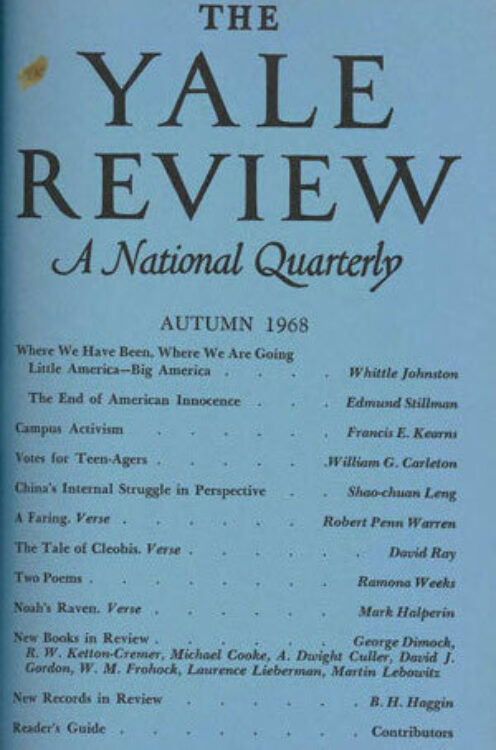 THE
YALE
REVIEW
A National Quarterly
AUTUMN 1968
Where We Have Been, Where We Are Going
Little America—Big America . . . . Whittle Johnston
The End of American Innocence . . . Edmund Stillman
Campus Activism . . . . . . Francis E. Kearns
Votes for Teen-Agers . . . . . .William G. Carleton
China's Internal Struggle in Perspective . . Shao-chuan Leng
A Faring. Verse . . . . . . Robert Penn Warren
The Tale of Cleobis. Verse . . . . . . David Ray
Two Poems . . . . . . . . Ramona Weeks
Noah's Raven. Verse . . . . . . Mark Halperin
New Books in Review . . . . . . George Dimock,
R. W. Ketton-Cremer, Michael Cooke, A. Dwight Culler, David J.
Gordon, W. M. Frohock, Laurence Lieberman, Martin Lebowitz
New Records in Review . . . . . B. H. Haggin
Reader's Guide . . . . . . . Contributors